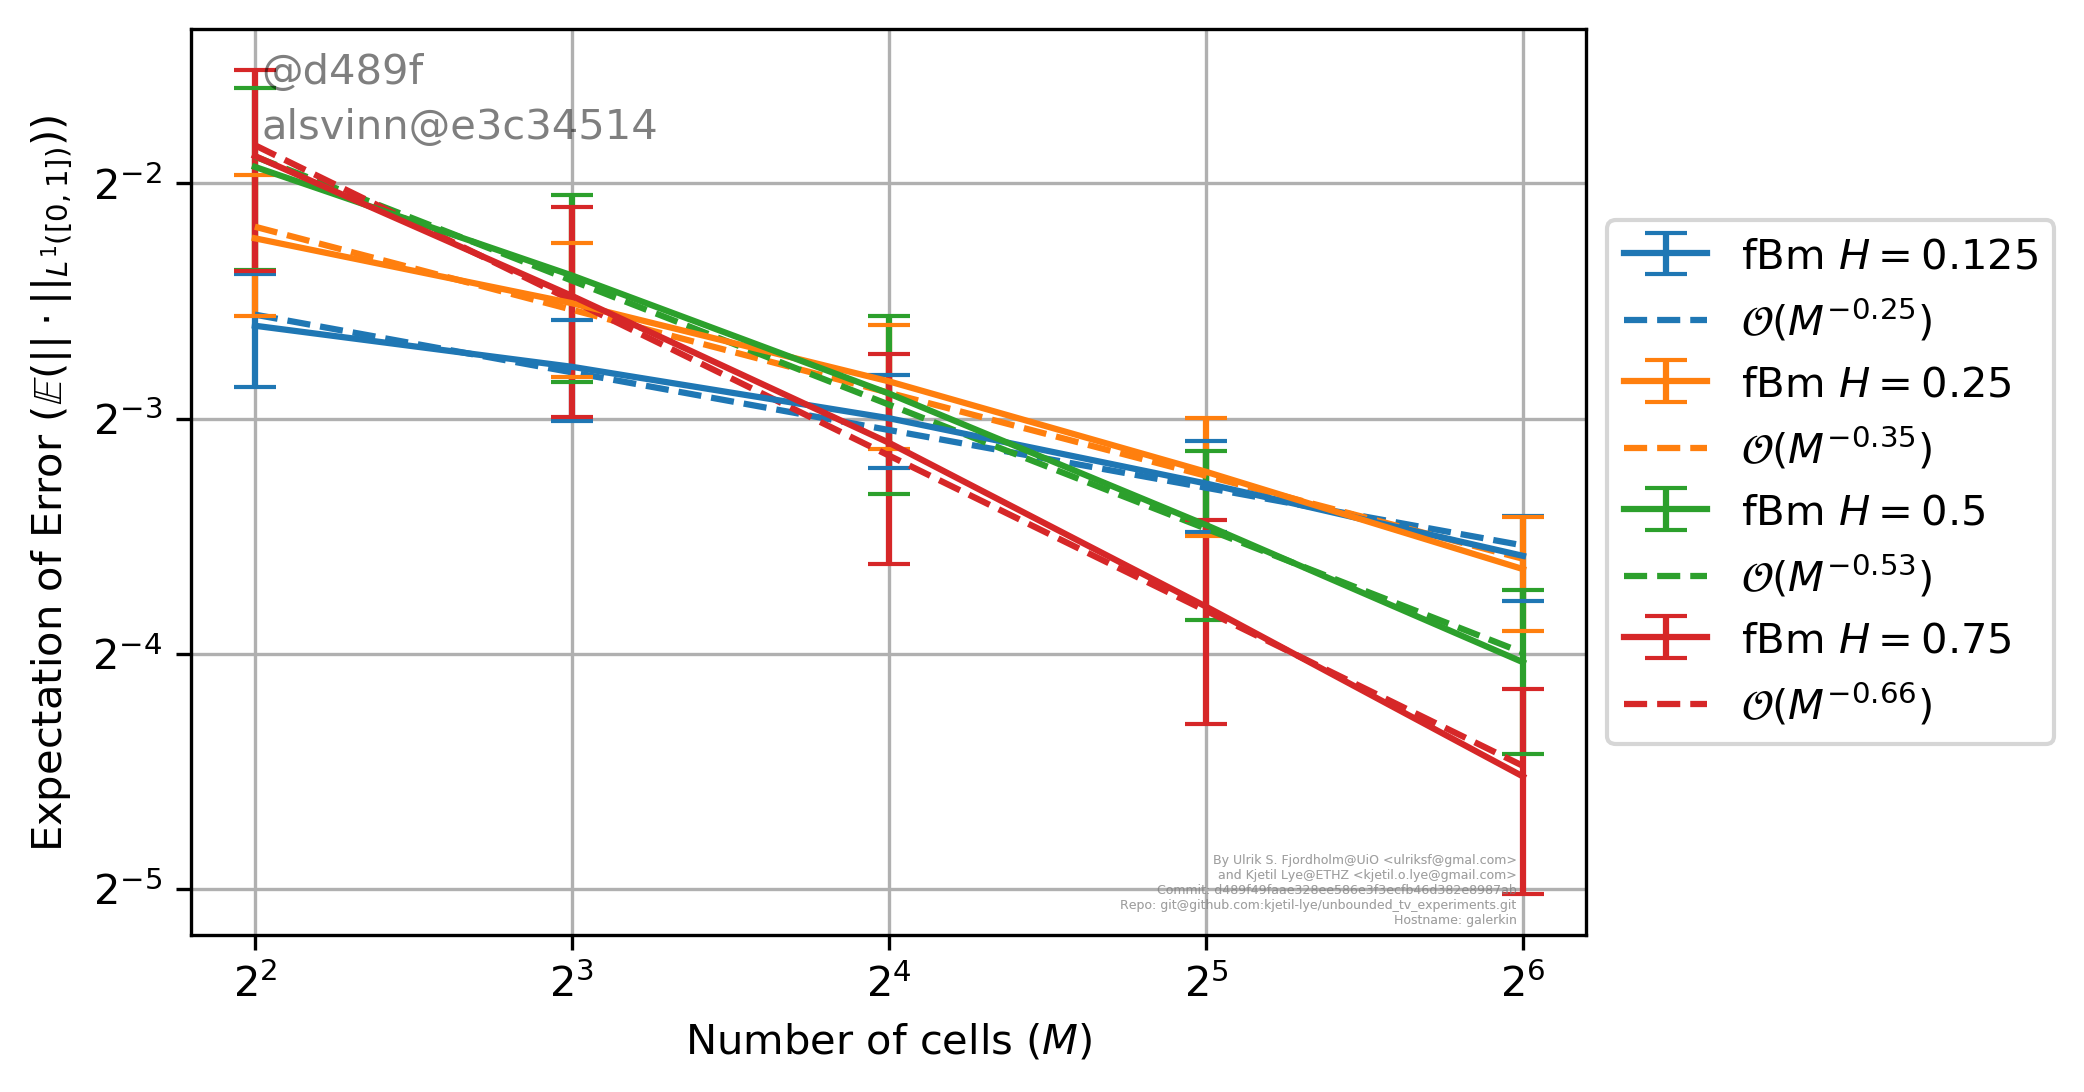 @d489f
alsvinn@e3c34514
Expectation of Error (𝔼(|| · ||_{L^1([0,1])}))
2^{-2}
2^{-3}
2^{-4}
2^{-5}
By Ulrik S. Fjordholm@UiO <ulriksf@gmal.com>
and Kjetil Lye@ETHZ <kjetil.o.lye@gmail.com>
Commit: d489f49faae328ee586e3f3ecfb46d382e8987ab
Repo: git@github.com:kjetil-lye/unbounded_tv_experiments.git
Hostname: galerkin
2^2 2^3 2^4 2^5 2^6
Number of cells (M)
fBm H = 0.125
𝒪(M^{-0.25})
fBm H = 0.25
𝒪(M^{-0.35})
fBm H = 0.5
𝒪(M^{-0.53})
fBm H = 0.75
𝒪(M^{-0.66})